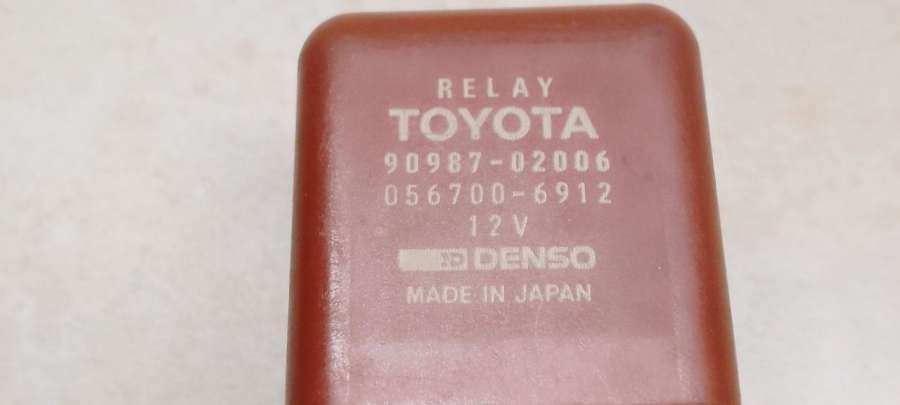 RELAY
TOYOTA
90987-02006
056700-6912
12V
DENSO
MADE IN JAPAN